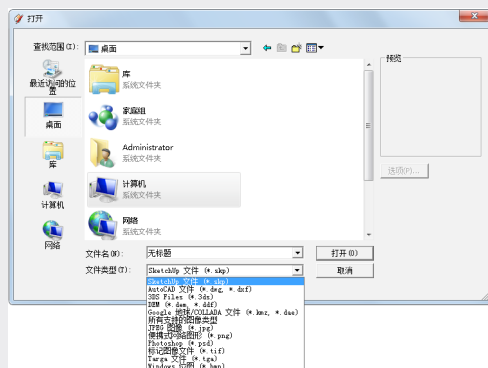 打开
查找范围(I):
桌面
预览
最近访问的位置
桌面
库
计算机
网络
库
系统文件夹
家庭组
系统文件夹
Administrator
系统文件夹
计算机
系统文件夹
网络
系统文件夹
选项(P)...
文件名(N):
无标题
打开(O)
文件类型(T):
SketchUp 文件 (*.skp)
取消
SketchUp 文件 (*.skp)
AutoCAD 文件 (*.dwg, *.dxf)
3DS Files (*.3ds)
DEM (*.dem, *.ddf)
Google 地球/COLLADA 文件 (*.kmz, *.dae)
所有支持的图像类型
JPEG 图像 (*.jpg)
便携式网络图形 (*.png)
Photoshop (*.psd)
标记图像文件 (*.tif)
Targa 文件 (*.tga)
Windows 位图 (*.bmp)